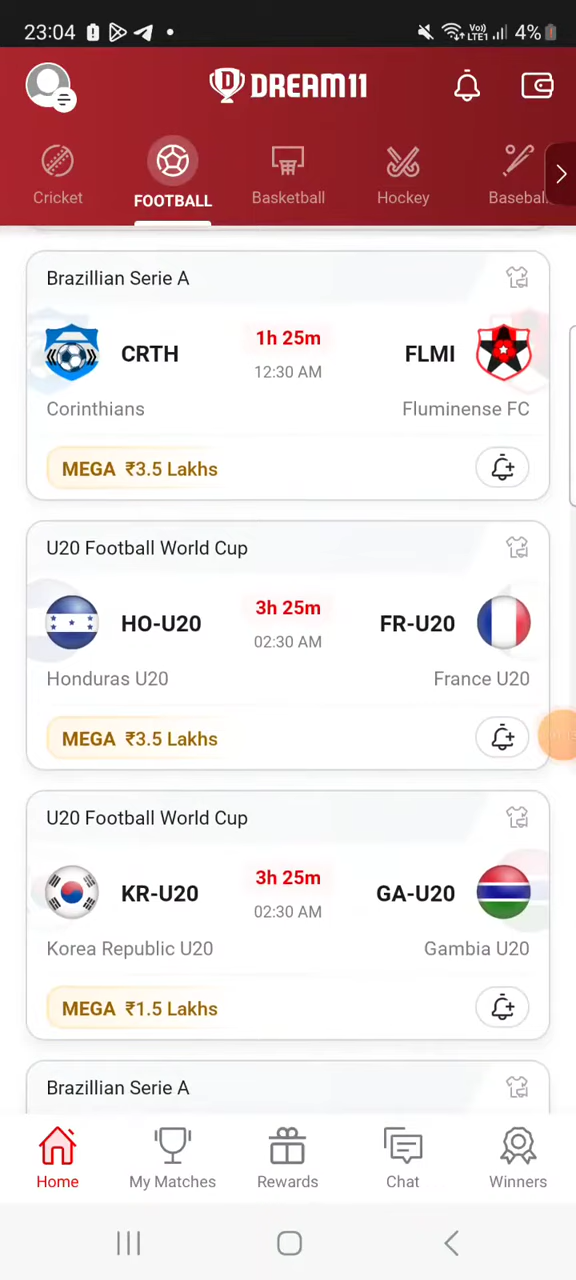 23:04 Vo)) LTE1 4%
DREAM11
Cricket FOOTBALL Basketball Hockey Basebal
Brazillian Serie A
CRTH 1h 25m FLMI
12:30 AM
Corinthians Fluminense FC
MEGA ₹3.5 Lakhs
U20 Football World Cup
HO-U20 3h 25m FR-U20
02:30 AM
Honduras U20 France U20
MEGA ₹3.5 Lakhs
U20 Football World Cup
KR-U20 3h 25m GA-U20
02:30 AM
Korea Republic U20 Gambia U20
MEGA ₹1.5 Lakhs
Brazillian Serie A
Home My Matches Rewards Chat Winners